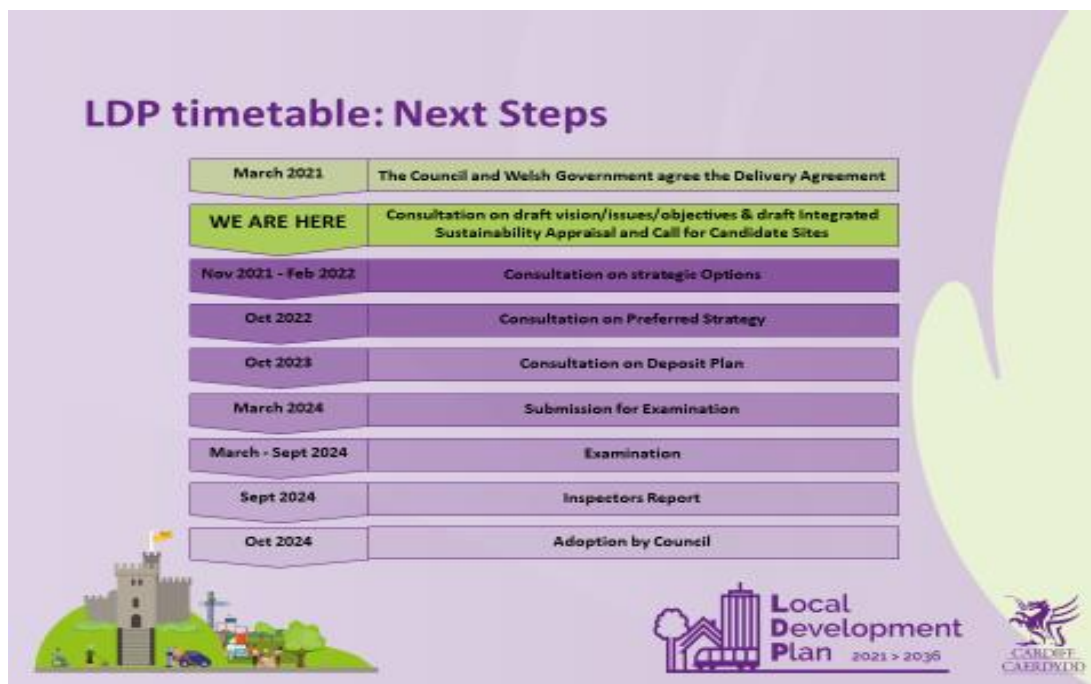 LDP timetable: Next Steps
March 2021
The Council and Welsh Government agree the Delivery Agreement
WE ARE HERE
Consultation on draft vision/issues/objectives & draft Integrated
Sustainability Appraisal and Call for Candidate Sites
Nov 2021 - Feb 2022
Consultation on strategic Options
Oct 2022
Consultation on Preferred Strategy
Oct 2023
Consultation on Deposit Plan
March 2024
Submission for Examination
March - Sept 2024
Examination
Sept 2024
Inspectors Report
Oct 2024
Adoption by Council
Local
Development
Plan 2021 > 2036
CARDIFF
CAERDYDD